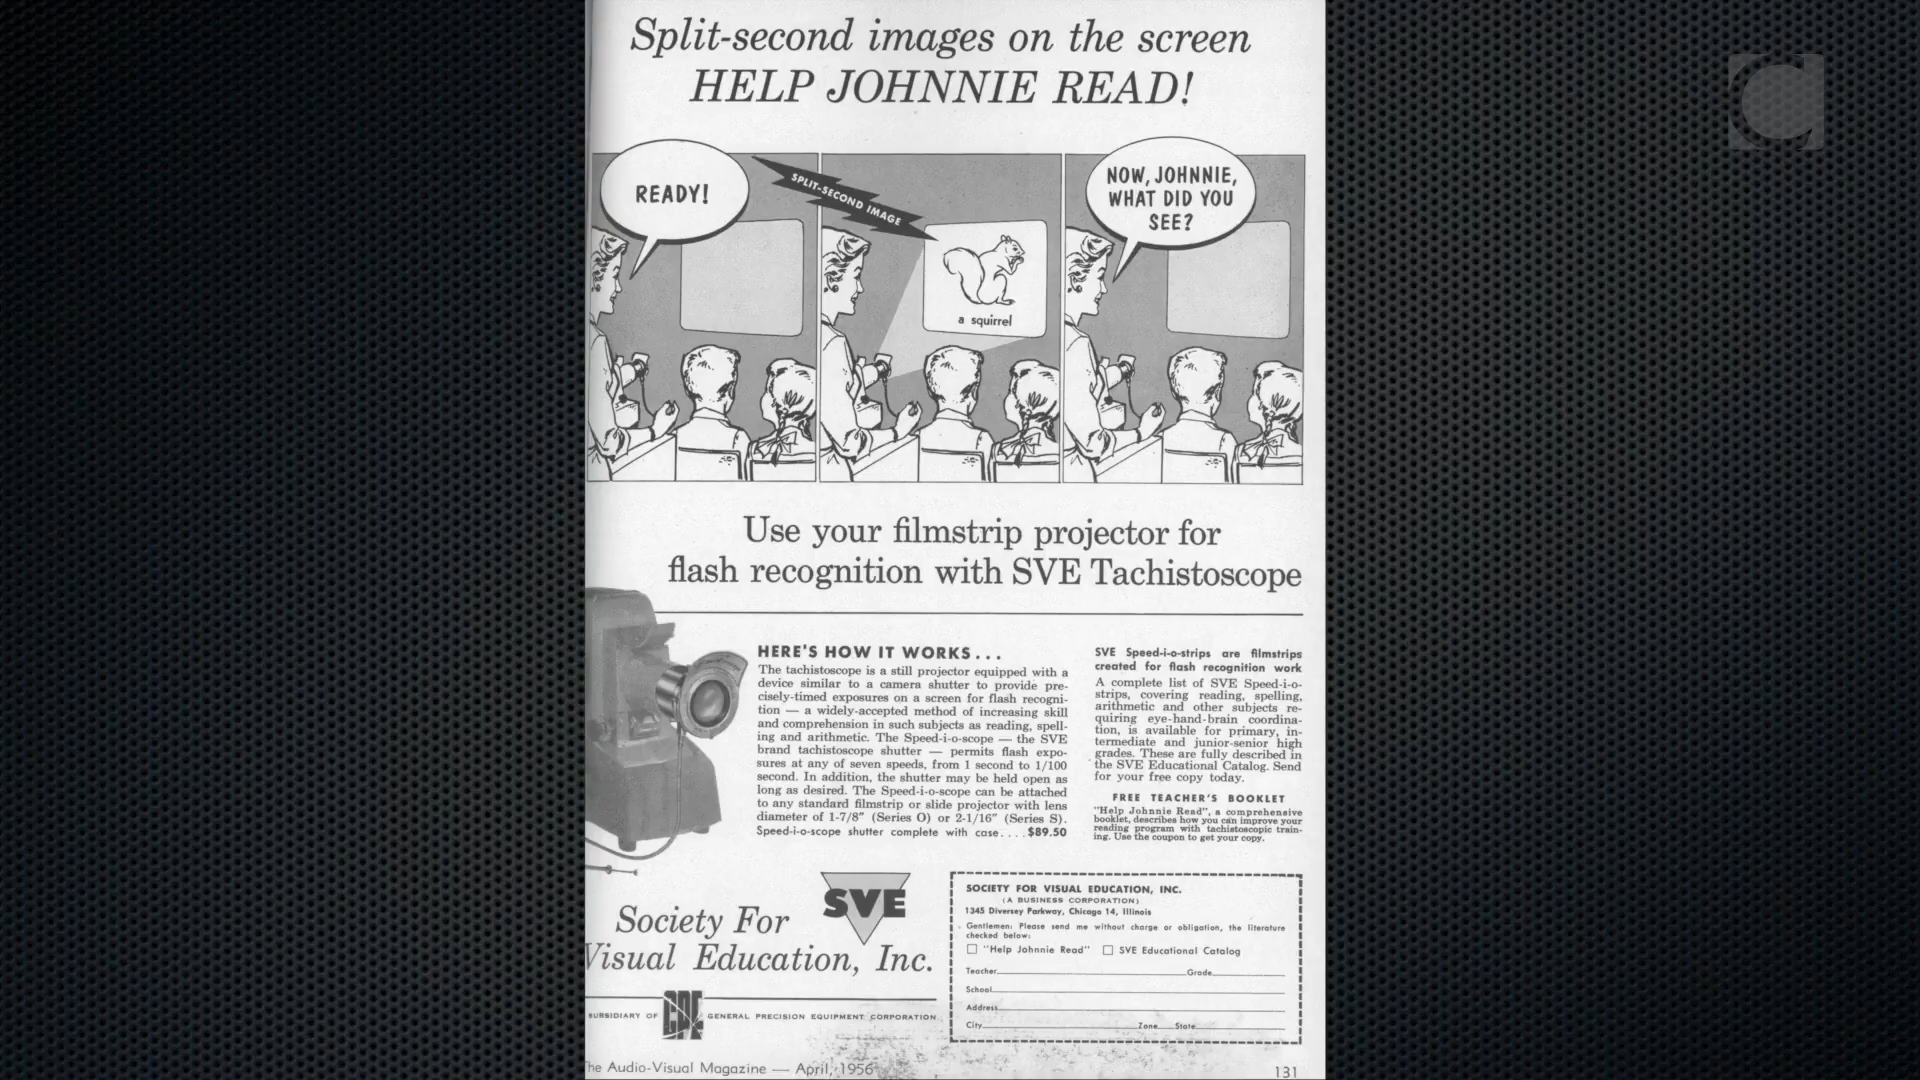 Split-second images on the screen
HELP JOHNNIE READ!
READY!
SPLIT-SECOND IMAGE
a squirrel
NOW, JOHNNIE,
WHAT DID YOU
SEE?
Use your filmstrip projector for
flash recognition with SVE Tachistoscope
HERE'S HOW IT WORKS...
The tachistoscope is a still projector equipped with a
device similar to a camera shutter to provide pre-
cisely-timed exposures on a screen for flash recogni-
tion — a widely-accepted method of increasing skill
and comprehension in such subjects as reading, spell-
ing and arithmetic. The Speed-i-o-scope — the SVE
brand tachistoscope shutter — permits flash expo-
sures at any of seven speeds, from 1 second to 1/100
second. In addition, the shutter may be held open as
long as desired. The Speed-i-o-scope can be attached
to any standard filmstrip or slide projector with lens
diameter of 1-7/8" (Series O) or 2-1/16" (Series S).
Speed-i-o-scope shutter complete with case....$89.50
SVE Speed-i-o-strips are filmstrips
created for flash recognition work
A complete list of SVE Speed-i-o-
strips, covering reading, spelling,
arithmetic and other subjects re-
quiring eye-hand-brain coordina-
tion, is available for primary, in-
termediate and junior-senior high
grades. These are fully described in
the SVE Educational Catalog. Send
for your free copy today.
FREE TEACHER'S BOOKLET
"Help Johnnie Read", a comprehensive
booklet, describes how you can improve your
reading program with tachistoscopic train-
ing. Use the coupon to get your copy.
SVE
Society For
Visual Education, Inc.
SUBSIDIARY OF GPE GENERAL PRECISION EQUIPMENT CORPORATION
SOCIETY FOR VISUAL EDUCATION, INC.
(A BUSINESS CORPORATION)
1345 Diversey Parkway, Chicago 14, Illinois
Gentlemen: Please send me without charge or obligation, the literature
checked below:
"Help Johnnie Read" SVE Educational Catalog
Teacher Grade
School
Address
City Zone State
he Audio-Visual Magazine — April, 1956
131